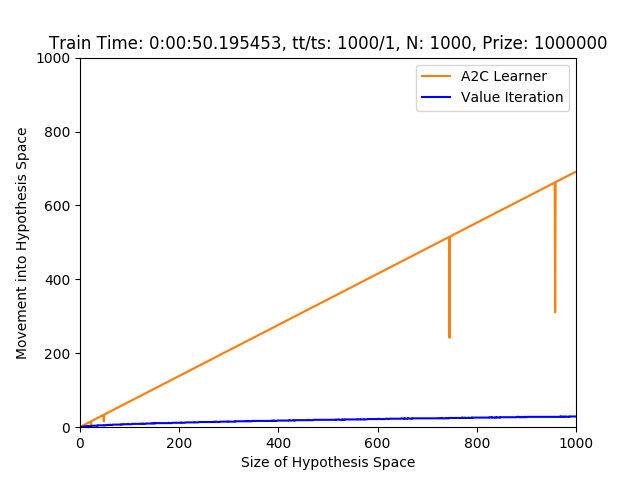 Train Time: 0:00:50.195453, tt/ts: 1000/1, N: 1000, Prize: 1000000
1000
800
600
400
200
0
Movement into Hypothesis Space
A2C Learner
Value Iteration
0 200 400 600 800 1000
Size of Hypothesis Space